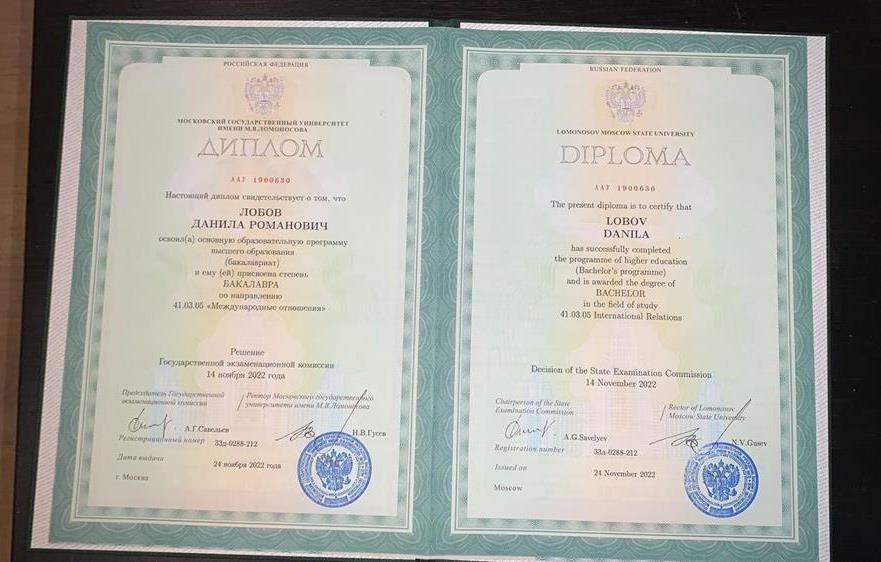 РОССИЙСКАЯ ФЕДЕРАЦИЯ
МОСКОВСКИЙ ГОСУДАРСТВЕННЫЙ УНИВЕРСИТЕТ
ИМЕНИ М.В.ЛОМОНОСОВА
ДИПЛОМ
ААУ 1900630
Настоящий диплом свидетельствует о том, что
ЛОБОВ
ДАНИЛА РОМАНОВИЧ
освоил(а) основную образовательную программу
высшего образования
(бакалавриат)
и ему (ей) присвоена степень
БАКАЛАВРА
по направлению
41.03.05 «Международные отношения»
Решение
Государственной экзаменационной комиссии
14 ноября 2022 года
Председатель Государственной
экзаменационной комиссии
Ректор Московского государственного
университета имени М.В.Ломоносова
А.Г.Савельев
Н.В.Гусев
Регистрационный номер
33д-0288-212
Дата выдачи
24 ноября 2022 года
г. Москва
RUSSIAN FEDERATION
LOMONOSOV MOSCOW STATE UNIVERSITY
DIPLOMA
ААУ 1900630
The present diploma is to certify that
LOBOV
DANILA
has successfully completed
the programme of higher education
(Bachelor's programme)
and is awarded the degree of
BACHELOR
in the field of study
41.03.05 International Relations
Decision of the State Examination Commission
14 November 2022
Chairperson of the State
Examination Commission
Rector of Lomonosov
Moscow State University
A.G.Savelyev
N.V.Gusev
Registration number
33д-0288-212
Issued on
24 November 2022
Moscow